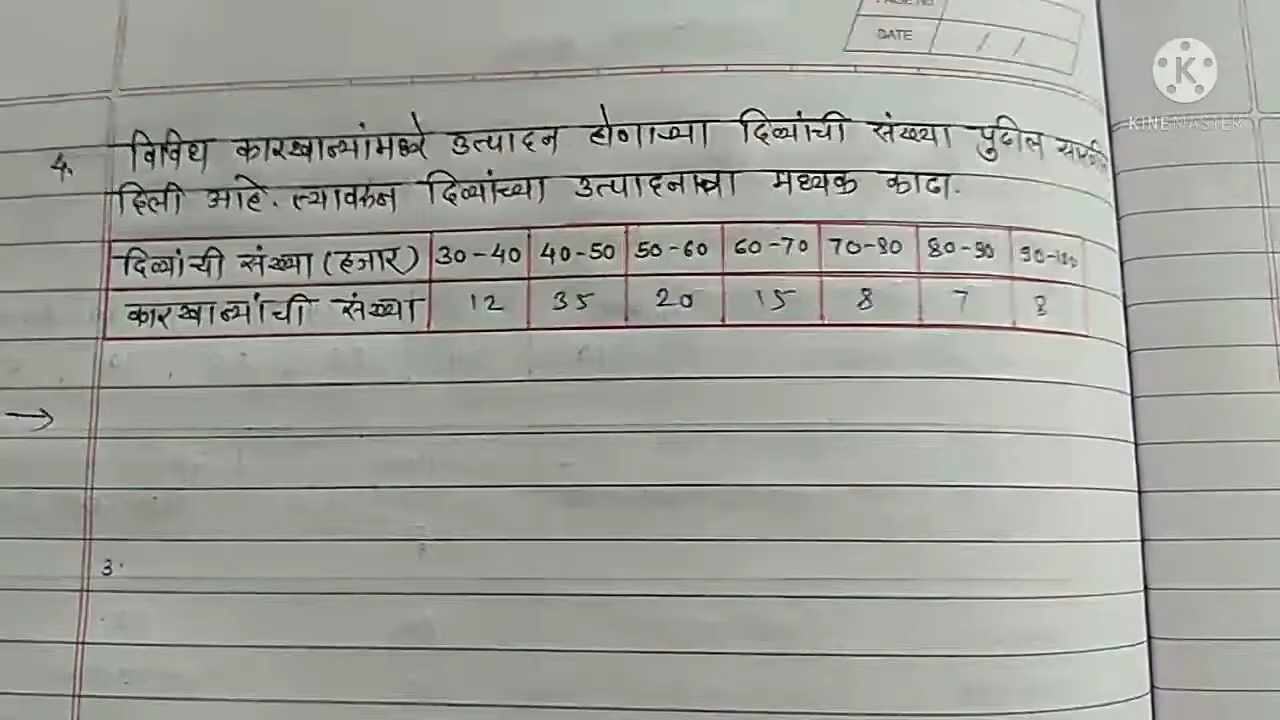 DATE / /
K
KINEMASTER
4. विविध कारखान्यांमध्ये उत्पादन होणाऱ्या दिव्यांची संख्या पुढील
दिली आहे. त्यावरून दिव्यांच्या उत्पादनाचा मध्यक काढा.
दिव्यांची संख्या (हजार) 30-40 40-50 50-60 60-70 70-80 80-90 90-100
कारखान्यांची संख्या 12 35 20 15 8 7 8
→
3.